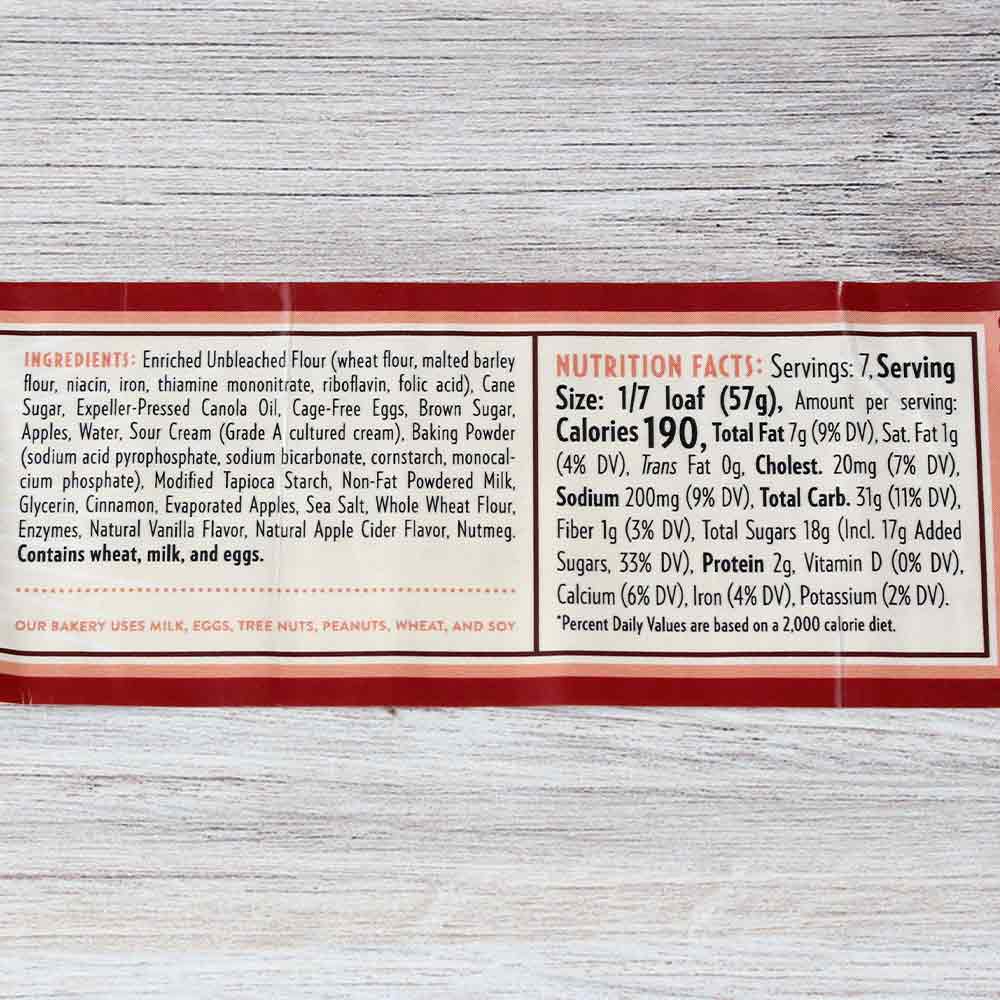 INGREDIENTS: Enriched Unbleached Flour (wheat flour, malted barley
flour, niacin, iron, thiamine mononitrate, riboflavin, folic acid), Cane
Sugar, Expeller-Pressed Canola Oil, Cage-Free Eggs, Brown Sugar,
Apples, Water, Sour Cream (Grade A cultured cream), Baking Powder
(sodium acid pyrophosphate, sodium bicarbonate, cornstarch, monocal-
cium phosphate), Modified Tapioca Starch, Non-Fat Powdered Milk,
Glycerin, Cinnamon, Evaporated Apples, Sea Salt, Whole Wheat Flour,
Enzymes, Natural Vanilla Flavor, Natural Apple Cider Flavor, Nutmeg.
Contains wheat, milk, and eggs.
OUR BAKERY USES MILK, EGGS, TREE NUTS, PEANUTS, WHEAT, AND SOY
NUTRITION FACTS: Servings: 7, Serving
Size: 1/7 loaf (57g), Amount per serving:
Calories 190, Total Fat 7g (9% DV), Sat. Fat 1g
(4% DV), Trans Fat 0g, Cholest. 20mg (7% DV),
Sodium 200mg (9% DV), Total Carb. 31g (11% DV),
Fiber 1g (3% DV), Total Sugars 18g (Incl. 17g Added
Sugars, 33% DV), Protein 2g, Vitamin D (0% DV),
Calcium (6% DV), Iron (4% DV), Potassium (2% DV).
*Percent Daily Values are based on a 2,000 calorie diet.